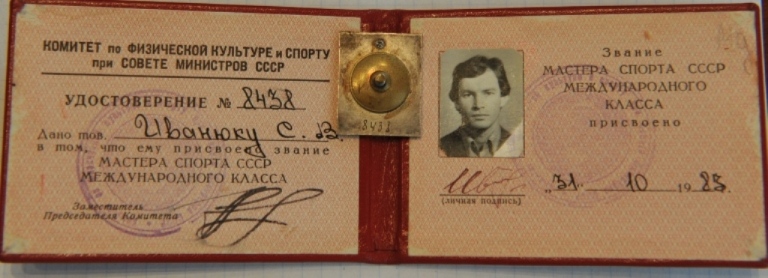 КОМИТЕТ по ФИЗИЧЕСКОЙ КУЛЬТУРЕ и СПОРТУ
при СОВЕТЕ МИНИСТРОВ СССР
УДОСТОВЕРЕНИЕ № 8438
Дано тов. Иванюку С. В.
в том, что ему присвоено звание
МАСТЕРА СПОРТА СССР
МЕЖДУНАРОДНОГО КЛАССА
Заместитель
Председателя Комитета
8438
Звание
МАСТЕРА СПОРТА СССР
МЕЖДУНАРОДНОГО
КЛАССА
присвоено
„31“ 10 1983.
(личная подпись)